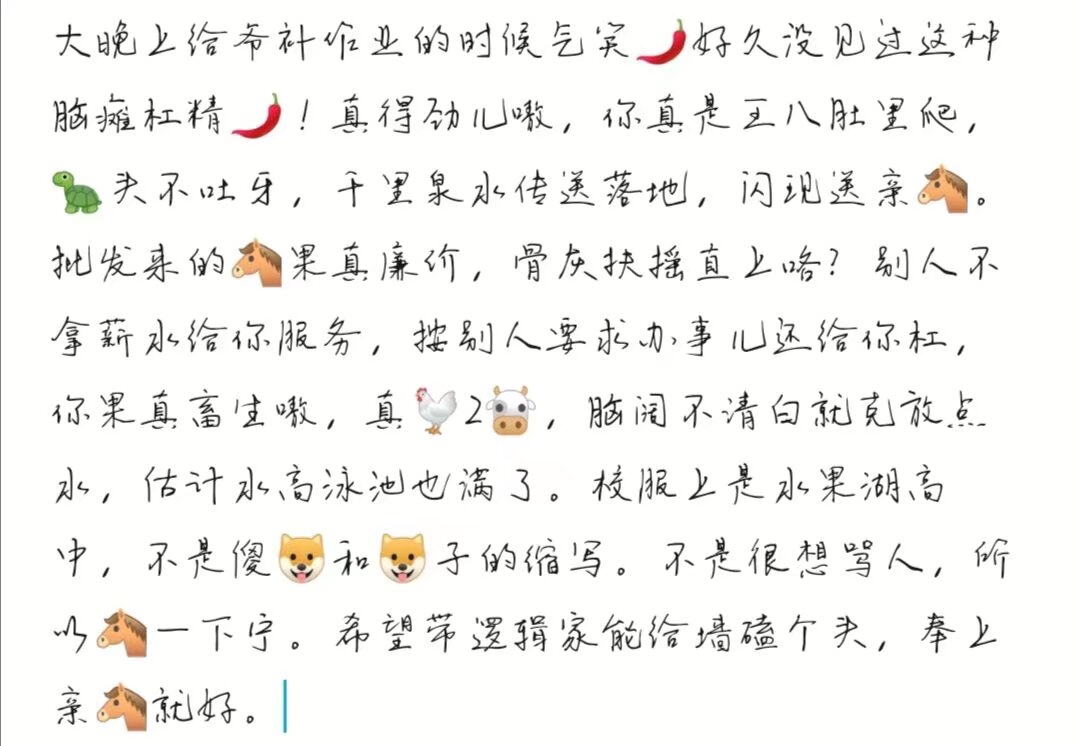 大晚上给爷补作业的时候气笑🌶️好久没见过这种
脑瘫杠精🌶️！真得劲儿嗷，你真是王八肚里爬，
🐢头不吐牙，千里泉水传送落地，闪现送亲🐴。
批发来的🐴果真廉价，骨灰扶摇直上咯？别人不
拿薪水给你服务，按别人要求办事儿还给你杠，
你果真畜生嗷，真🐔2🐮，脑阔不清白就克放点
水，估计水高泳池也满了。校服上是水果湖高
中，不是傻🐶和🐶子的缩写。不是很想骂人，所
以🐴一下宁。希望带逻辑家能给墙磕个头，奉上
亲🐴就好。